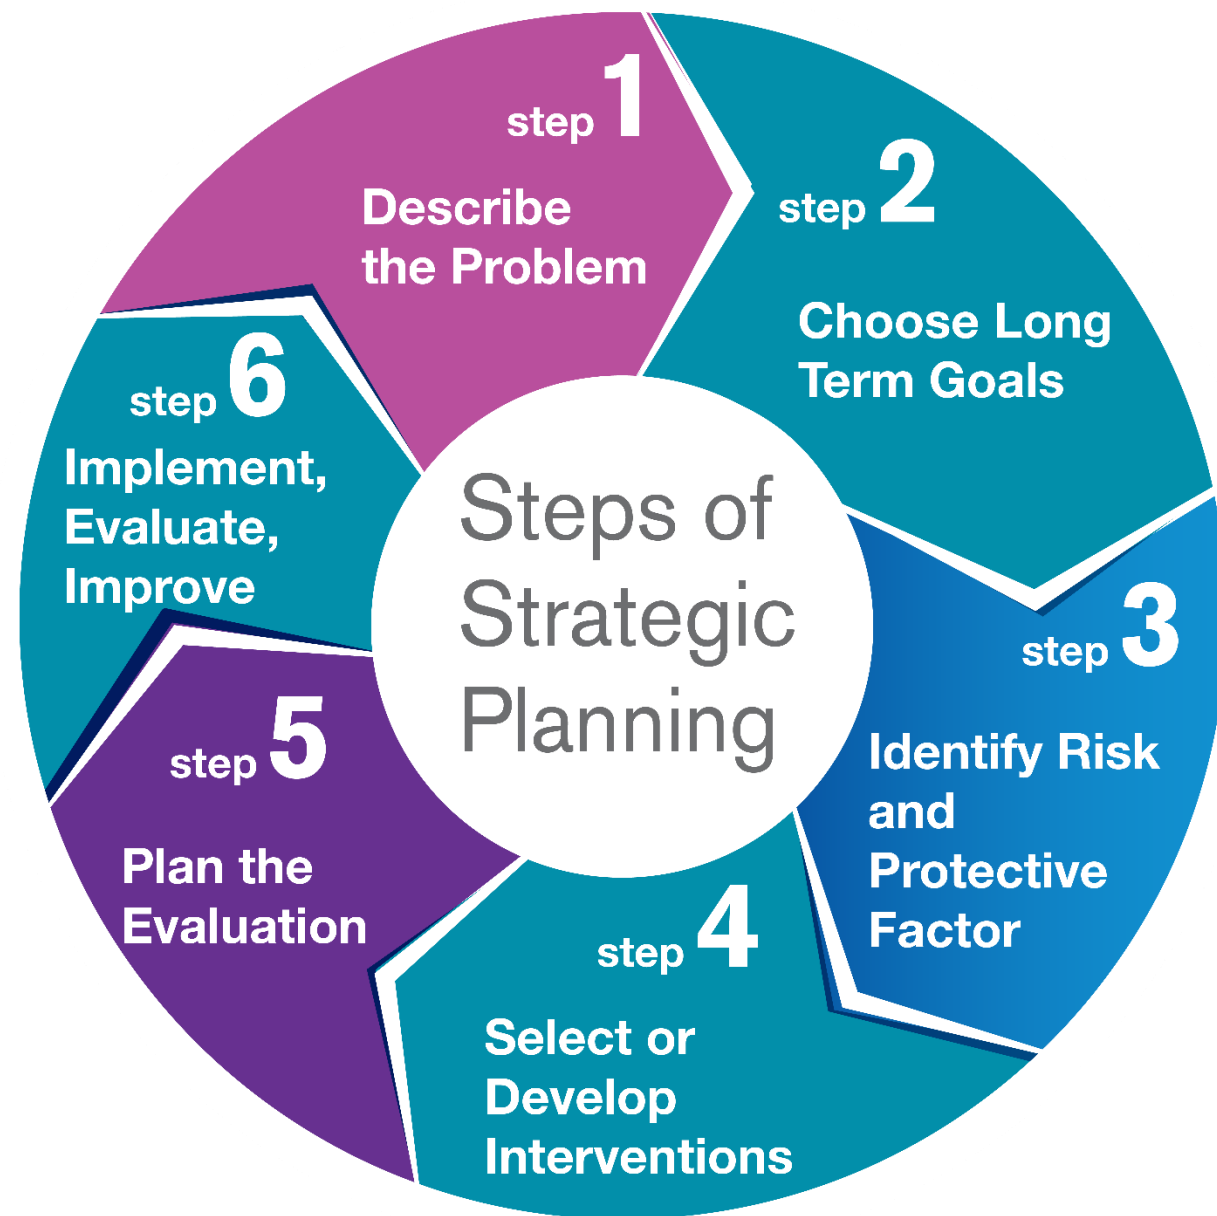 step 1
Describe
the Problem
step 2
Choose Long
Term Goals
step 3
Identify Risk
and
Protective
Factor
step 4
Select or
Develop
Interventions
step 5
Plan the
Evaluation
step 6
Implement,
Evaluate,
Improve
Steps of
Strategic
Planning